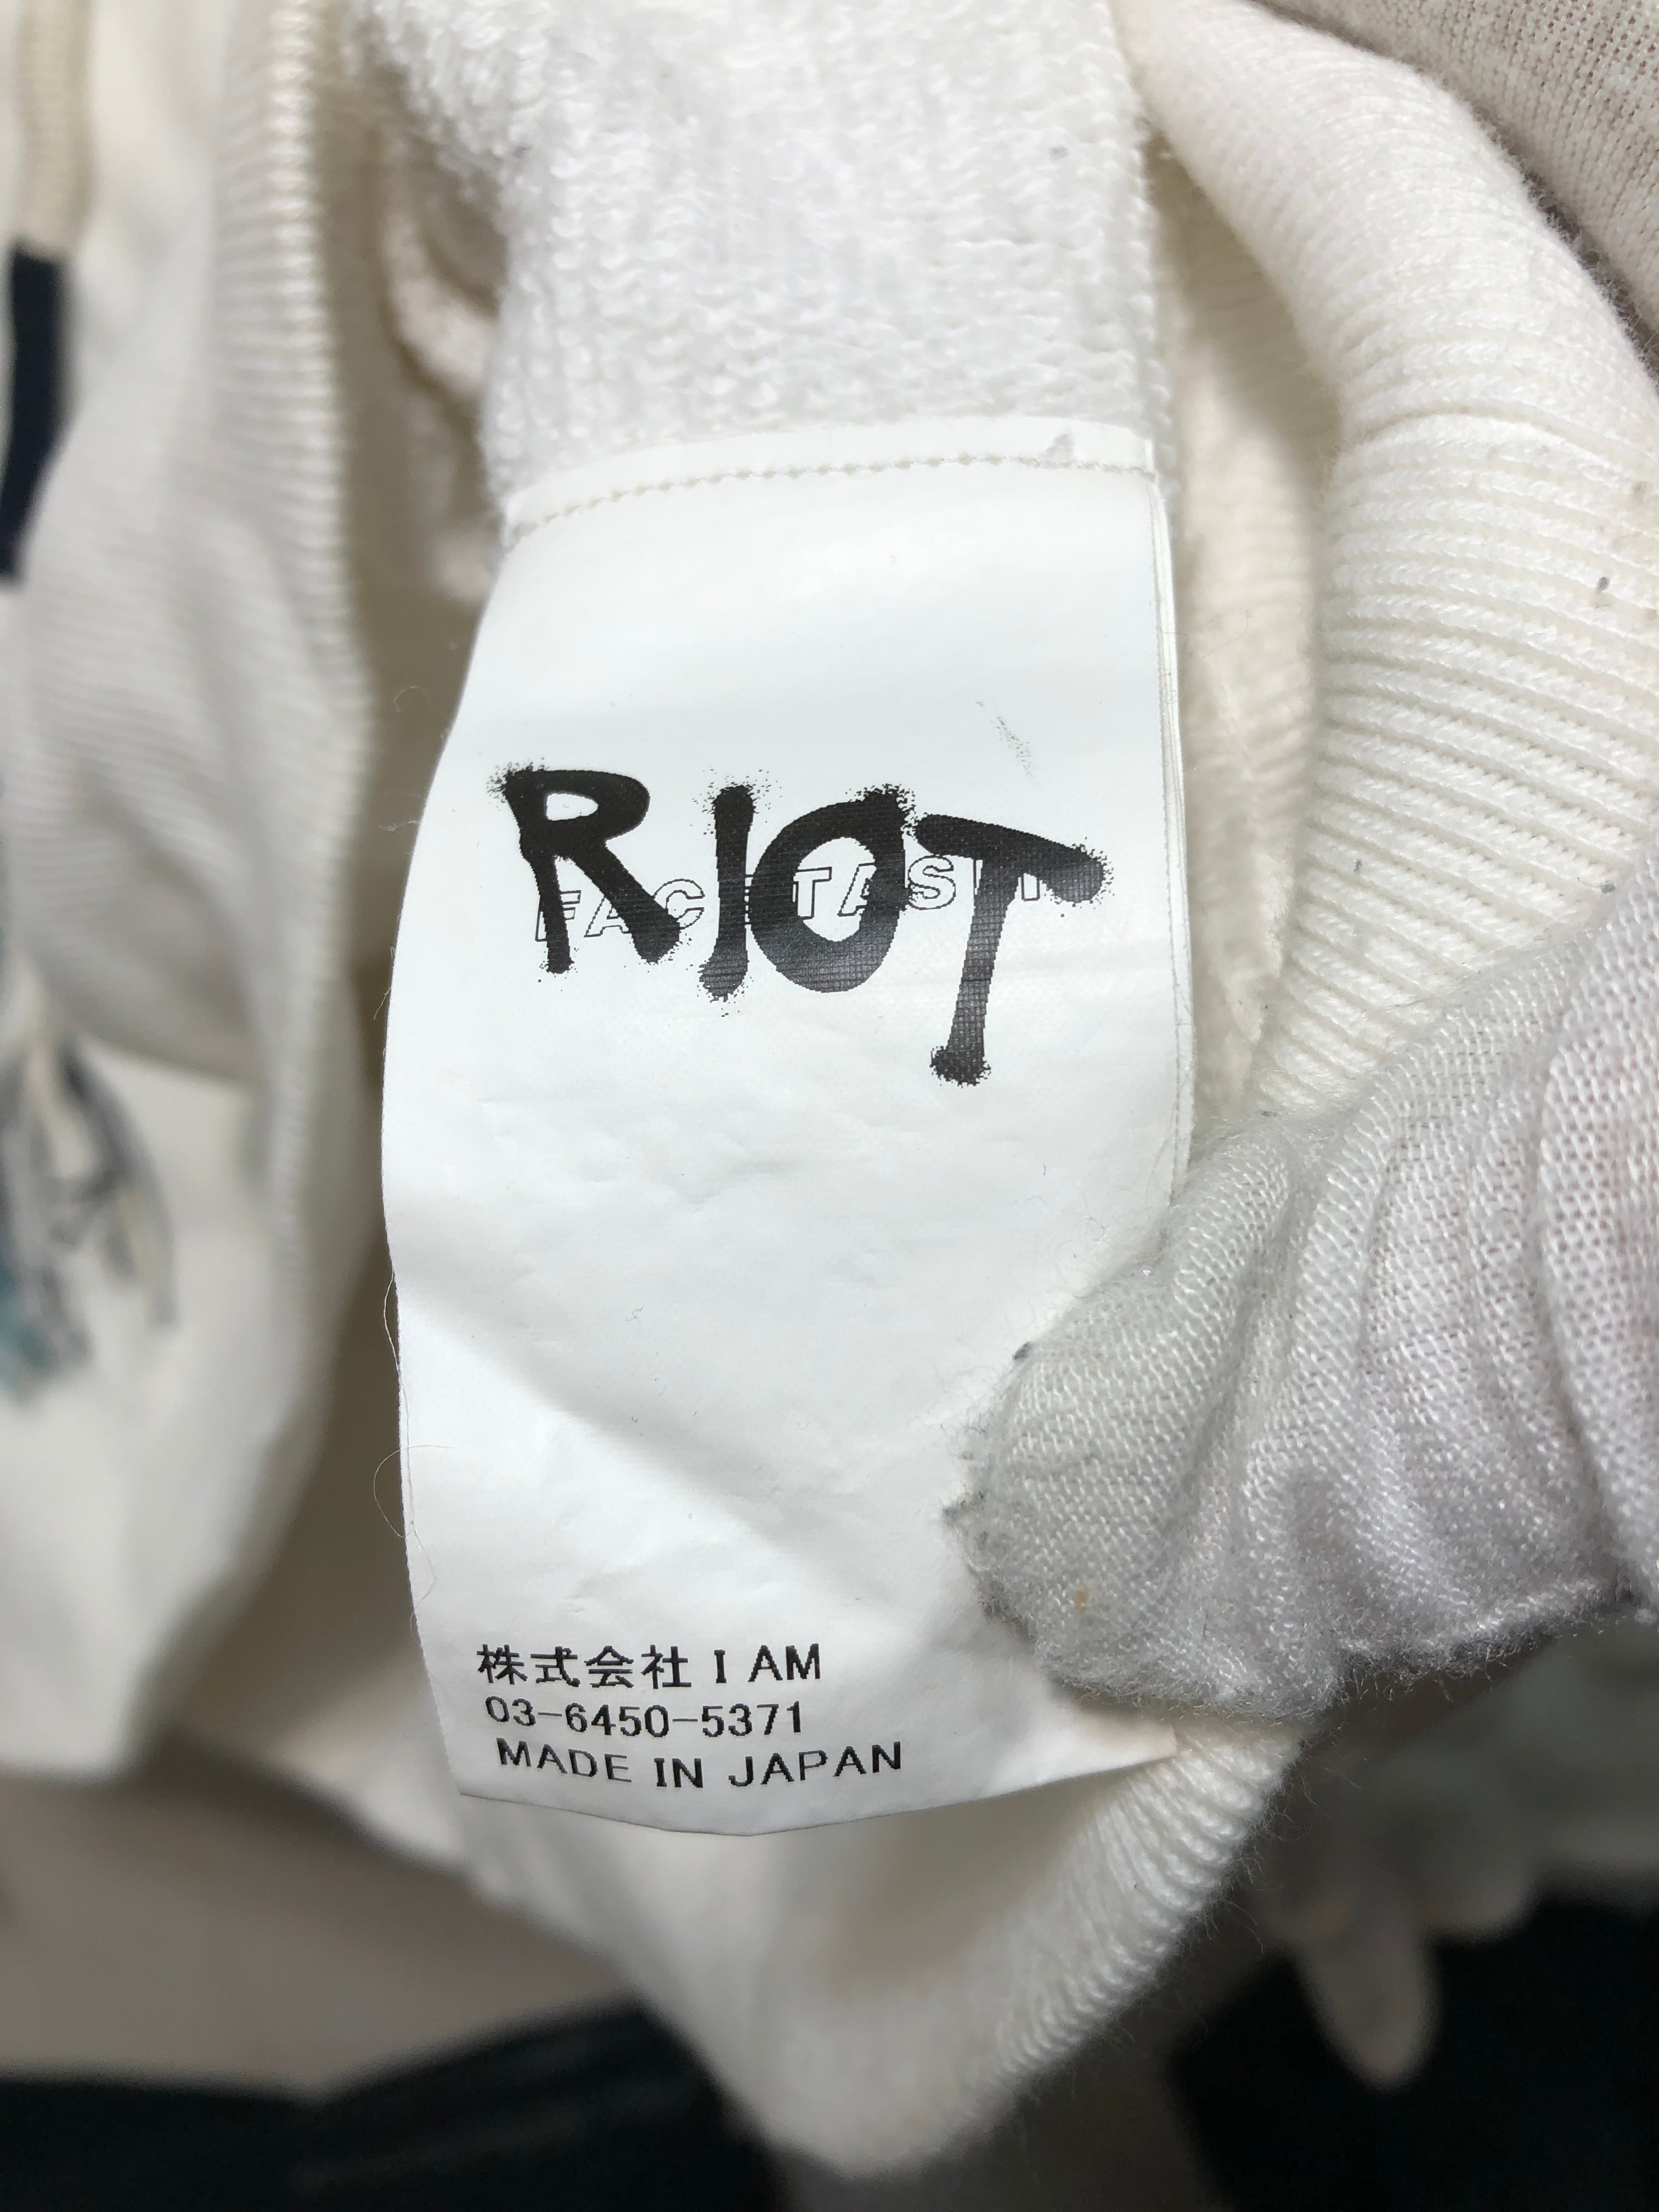 RIOT
FACETASM
株式会社 I AM
03-6450-5371
MADE IN JAPAN